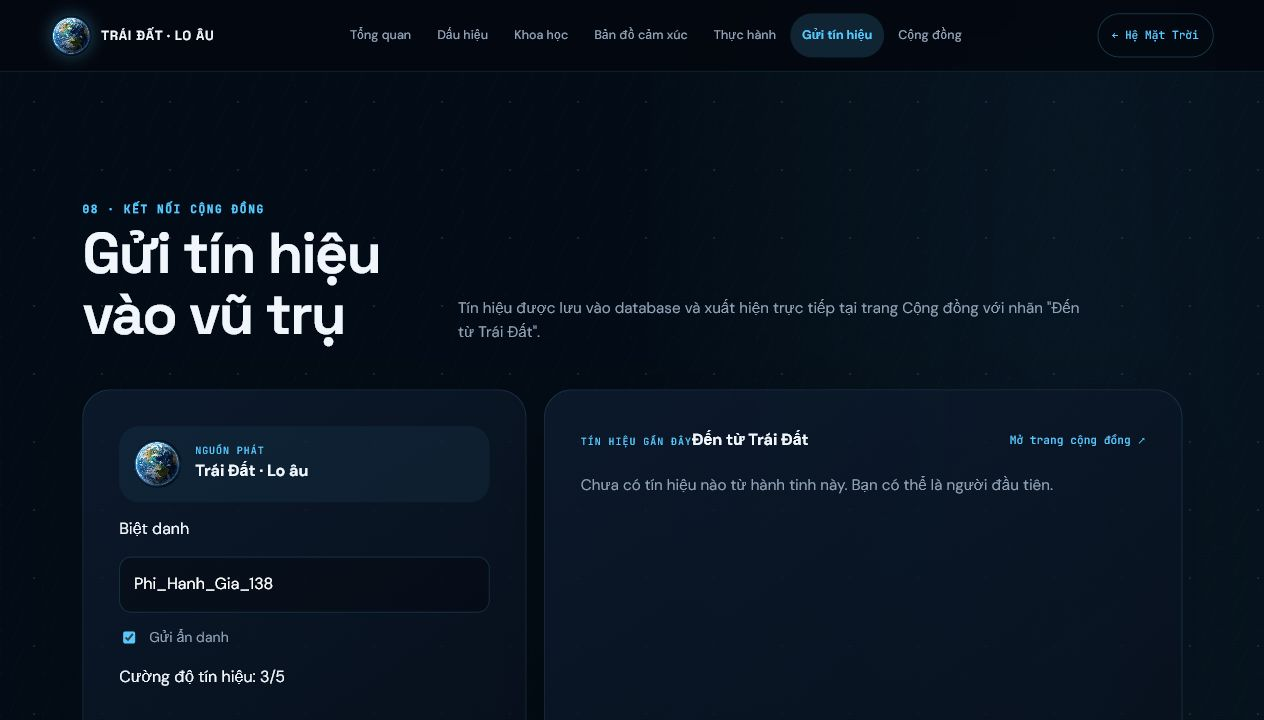 TRÁI ĐẤT · LO ÂU
Tổng quan
Dấu hiệu
Khoa học
Bản đồ cảm xúc
Thực hành
Gửi tín hiệu
Cộng đồng
← Hệ Mặt Trời
08 · KẾT NỐI CỘNG ĐỒNG
Gửi tín hiệu
vào vũ trụ
Tín hiệu được lưu vào database và xuất hiện trực tiếp tại trang Cộng đồng với nhãn "Đến
từ Trái Đất".
NGUỒN PHÁT
Trái Đất · Lo âu
Biệt danh
Phi_Hanh_Gia_138
Gửi ẩn danh
Cường độ tín hiệu: 3/5
TÍN HIỆU GẦN ĐÂY
Đến từ Trái Đất
Mở trang cộng đồng ↗
Chưa có tín hiệu nào từ hành tinh này. Bạn có thể là người đầu tiên.